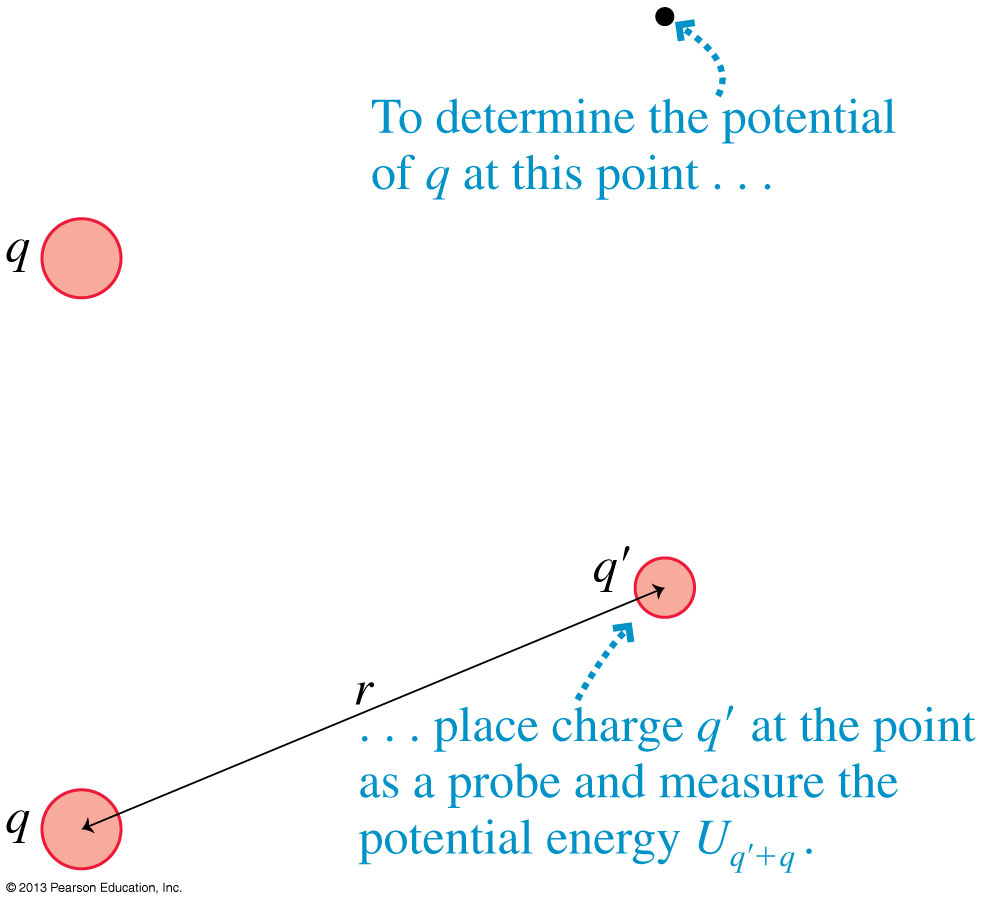 To determine the potential
of q at this point . . .
q
q′
r
. . . place charge q′ at the point
as a probe and measure the
potential energy U_{q′+q}.
q
© 2013 Pearson Education, Inc.